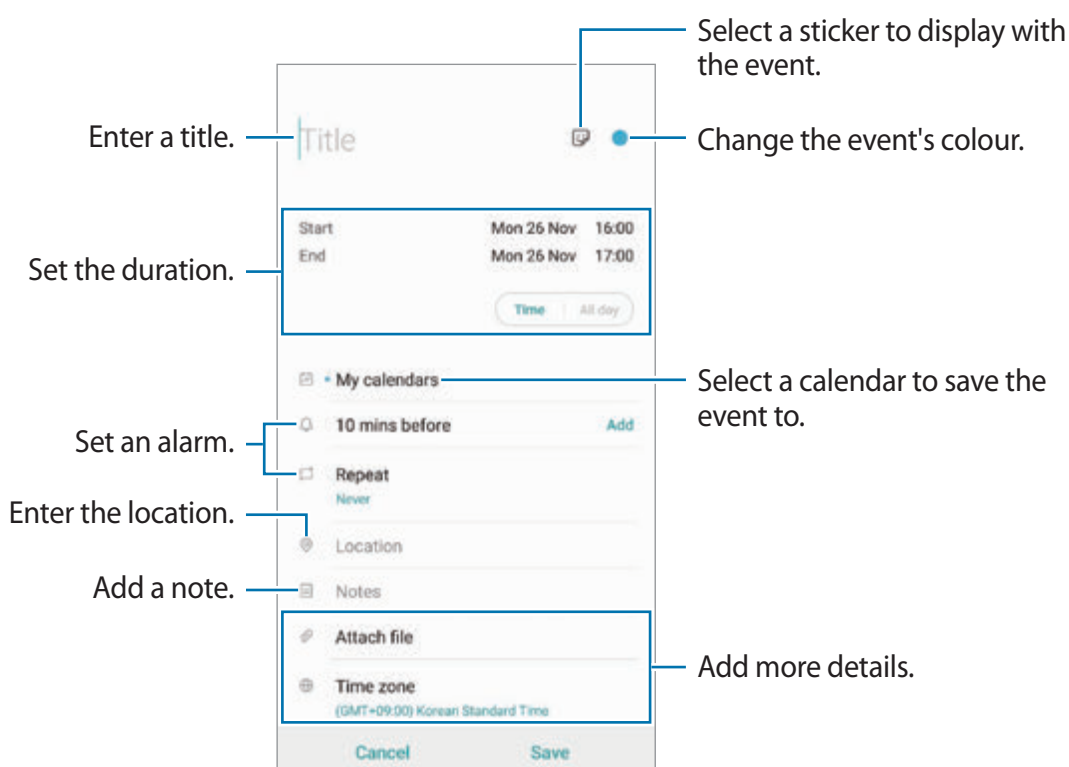 Select a sticker to display with
the event.
Enter a title.
Title
Change the event's colour.
Start Mon 26 Nov 16:00
End Mon 26 Nov 17:00
Set the duration.
Time All day
My calendars
Select a calendar to save the
event to.
10 mins before Add
Set an alarm.
Repeat
Never
Enter the location.
Location
Add a note.
Notes
Attach file
Add more details.
Time zone
(GMT+09:00) Korean Standard Time
Cancel Save